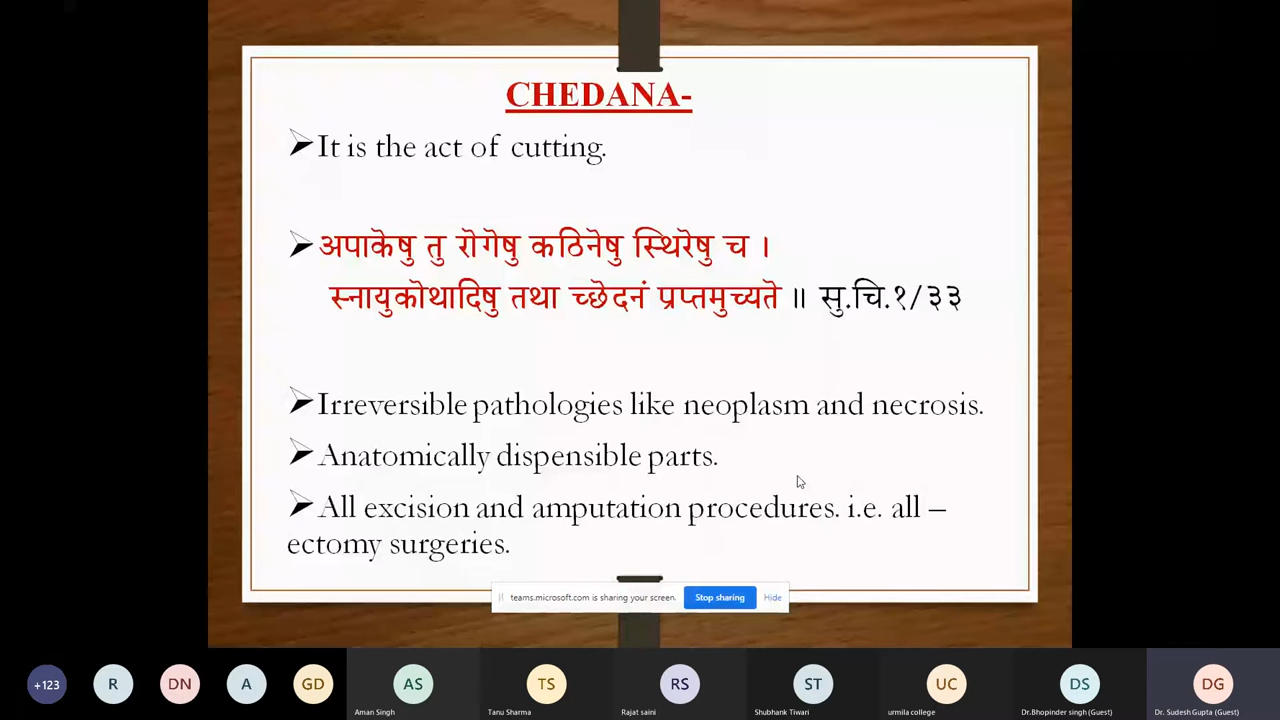 CHEDANA-
It is the act of cutting.
अपाकेषु तु रोगेषु कठिनेषु स्थिरेषु च ।
स्नायुकोथादिषु तथा च्छेदनं प्रप्तमुच्यते ॥ सु.चि.१/३३
Irreversible pathologies like neoplasm and necrosis.
Anatomically dispensible parts.
All excision and amputation procedures. i.e. all –
ectomy surgeries.
teams.microsoft.com is sharing your screen. Stop sharing Hide
+123 R DN A GD AS TS RS ST UC DS DG
Aman Singh Tanu Sharma Rajat saini Shubhank Tiwari urmila college Dr.Bhopinder singh (Guest) Dr. Sudesh Gupta (Guest)